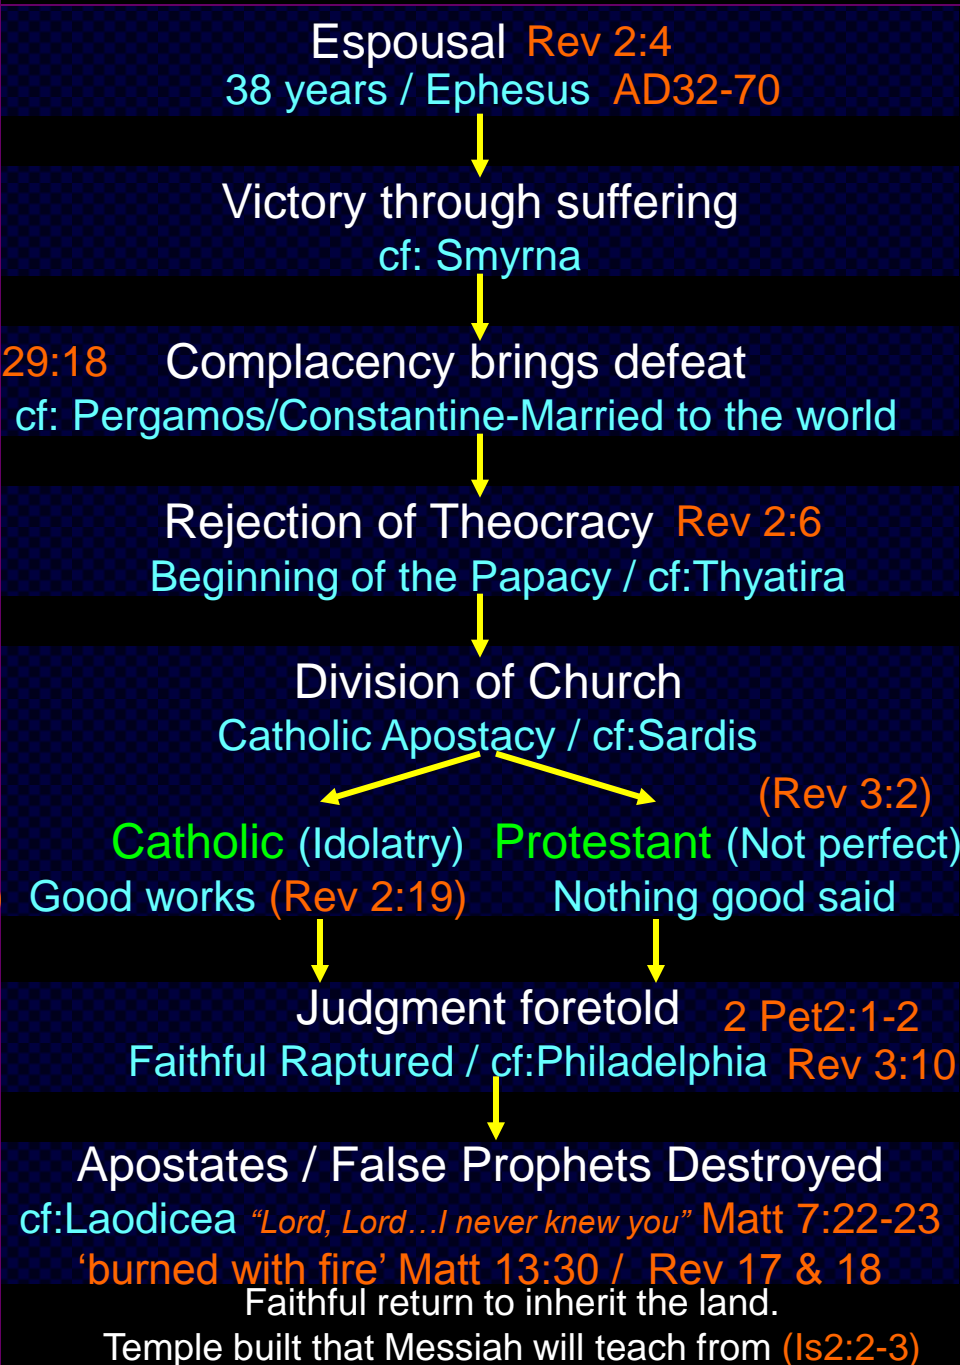 Espousal Rev 2:4
38 years / Ephesus AD32-70
Victory through suffering
cf: Smyrna
29:18 Complacency brings defeat
cf: Pergamos/Constantine-Married to the world
Rejection of Theocracy Rev 2:6
Beginning of the Papacy / cf:Thyatira
Division of Church
Catholic Apostacy / cf:Sardis
(Rev 3:2)
Catholic (Idolatry) Protestant (Not perfect)
) Good works (Rev 2:19) Nothing good said
Judgment foretold 2 Pet2:1-2
Faithful Raptured / cf:Philadelphia Rev 3:10
Apostates / False Prophets Destroyed
cf:Laodicea “Lord, Lord…I never knew you” Matt 7:22-23
‘burned with fire’ Matt 13:30 / Rev 17 & 18
Faithful return to inherit the land.
Temple built that Messiah will teach from (Is2:2-3)